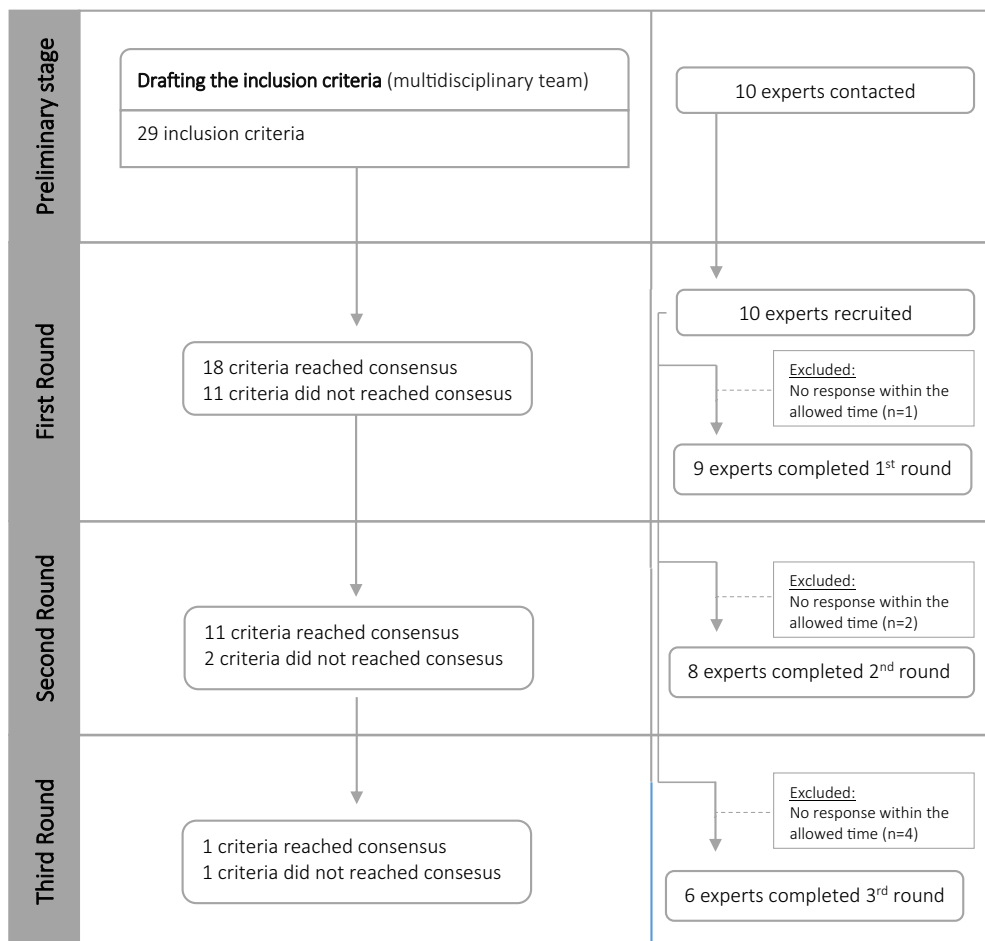 Preliminary stage
Drafting the inclusion criteria (multidisciplinary team)
29 inclusion criteria
10 experts contacted
First Round
18 criteria reached consensus
11 criteria did not reached consesus
10 experts recruited
Excluded:
No response within the
allowed time (n=1)
9 experts completed 1st round
Second Round
11 criteria reached consensus
2 criteria did not reached consesus
Excluded:
No response within the
allowed time (n=2)
8 experts completed 2nd round
Third Round
1 criteria reached consensus
1 criteria did not reached consesus
Excluded:
No response within the
allowed time (n=4)
6 experts completed 3rd round